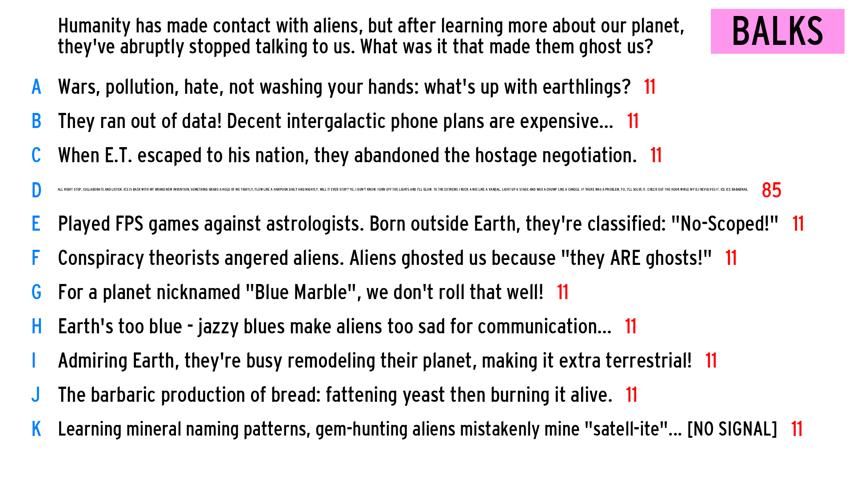 Humanity has made contact with aliens, but after learning more about our planet,
they've abruptly stopped talking to us. What was it that made them ghost us?
BALKS
A Wars, pollution, hate, not washing your hands: what's up with earthlings? 11
B They ran out of data! Decent intergalactic phone plans are expensive... 11
C When E.T. escaped to his nation, they abandoned the hostage negotiation. 11
D 85
E Played FPS games against astrologists. Born outside Earth, they're classified: "No-Scoped!" 11
F Conspiracy theorists angered aliens. Aliens ghosted us because "they ARE ghosts!" 11
G For a planet nicknamed "Blue Marble", we don't roll that well! 11
H Earth's too blue - jazzy blues make aliens too sad for communication... 11
I Admiring Earth, they're busy remodeling their planet, making it extra terrestrial! 11
J The barbaric production of bread: fattening yeast then burning it alive. 11
K Learning mineral naming patterns, gem-hunting aliens mistakenly mine "satell-ite"... [NO SIGNAL] 11